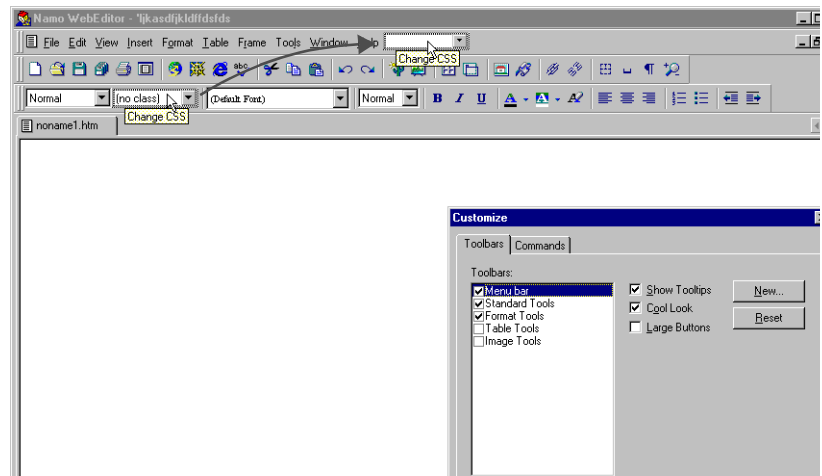 Namo WebEditor - 'ljkasdfjkldffdsfds
File Edit View Insert Format Table Frame Tools Window lp
Change CSS
Normal (no class) (Default Font) Normal B I U A A A
Change CSS
noname1.htm
Customize
Toolbars Commands
Toolbars:
Menu bar
Standard Tools
Format Tools
Table Tools
Image Tools
Show Tooltips
Cool Look
Large Buttons
New...
Reset